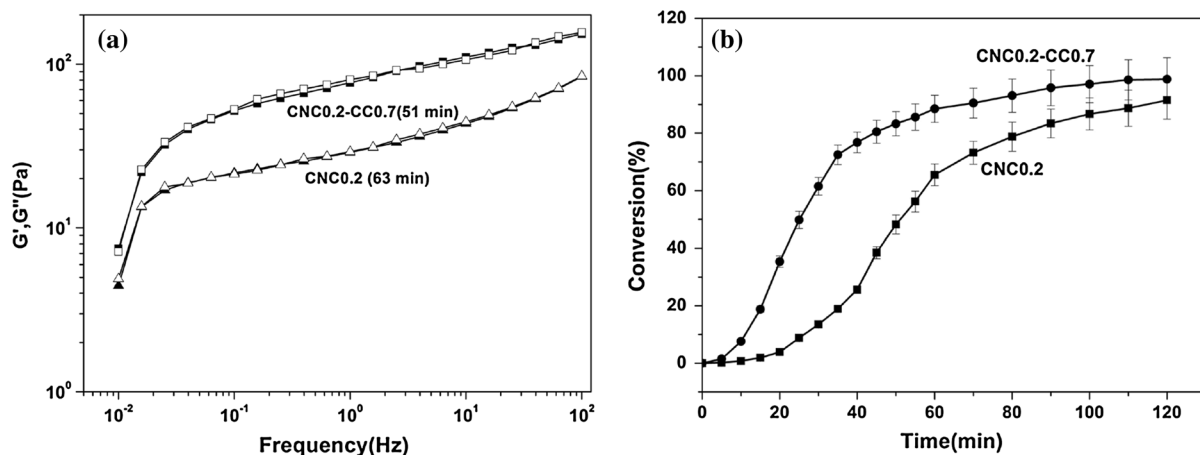 (a)
G',G"(Pa)
10²
10¹
10⁰
CNC0.2-CC0.7(51 min)
CNC0.2 (63 min)
10⁻² 10⁻¹ 10⁰ 10¹ 10²
Frequency(Hz)
(b)
Conversion(%)
120
100
80
60
40
20
0
CNC0.2-CC0.7
CNC0.2
0 20 40 60 80 100 120
Time(min)